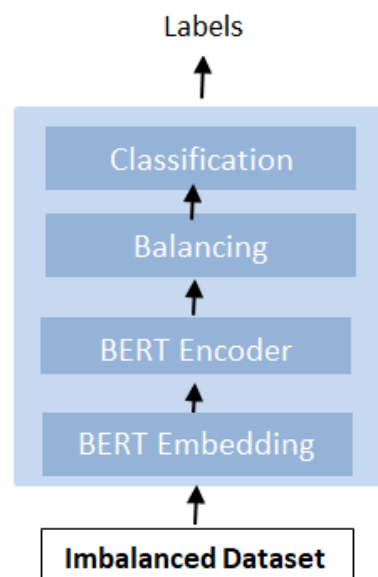 Labels
Classification
Balancing
BERT Encoder
BERT Embedding
Imbalanced Dataset